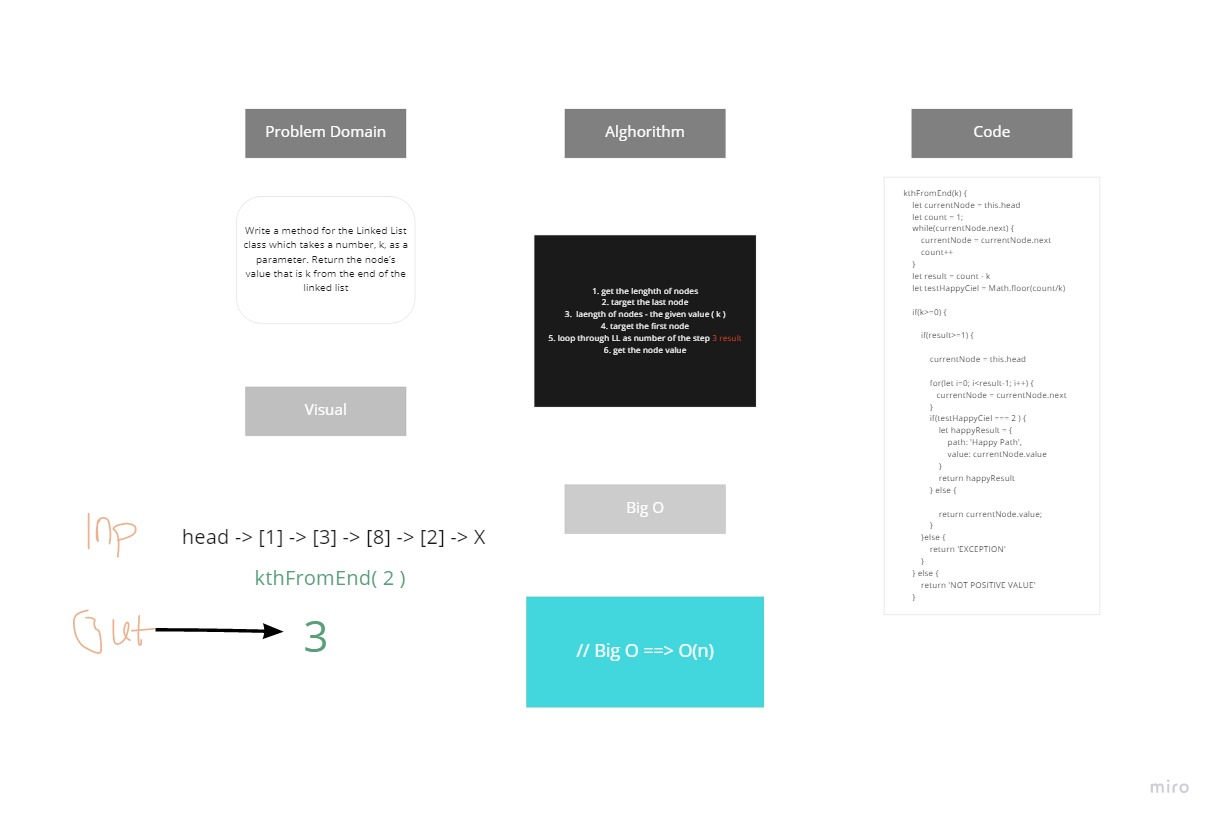 Problem Domain
Write a method for the Linked List
class which takes a number, k, as a
parameter. Return the node's
value that is k from the end of the
linked list
Visual
Inp
head -> [1] -> [3] -> [8] -> [2] -> X
kthFromEnd( 2 )
Out
3
Alghorithm
1. get the lenghth of nodes
2. target the last node
3. laength of nodes - the given value ( k )
4. target the first node
5. loop through LL as number of the step 3 result
6. get the node value
Big O
// Big O ==> O(n)
Code
kthFromEnd(k) {
let currentNode = this.head
let count = 1;
while(currentNode.next) {
currentNode = currentNode.next
count++
}
let result = count - k
let testHappyCiel = Math.floor(count/k)
if(k>=0) {
if(result>=1) {
currentNode = this.head
for(let i=0; i<result-1; i++) {
currentNode = currentNode.next
}
if(testHappyCiel === 2 ) {
let happyResult = {
path: 'Happy Path',
value: currentNode.value
}
return happyResult
} else {
return currentNode.value;
}
}else {
return 'EXCEPTION'
}
} else {
return 'NOT POSITIVE VALUE'
}
miro